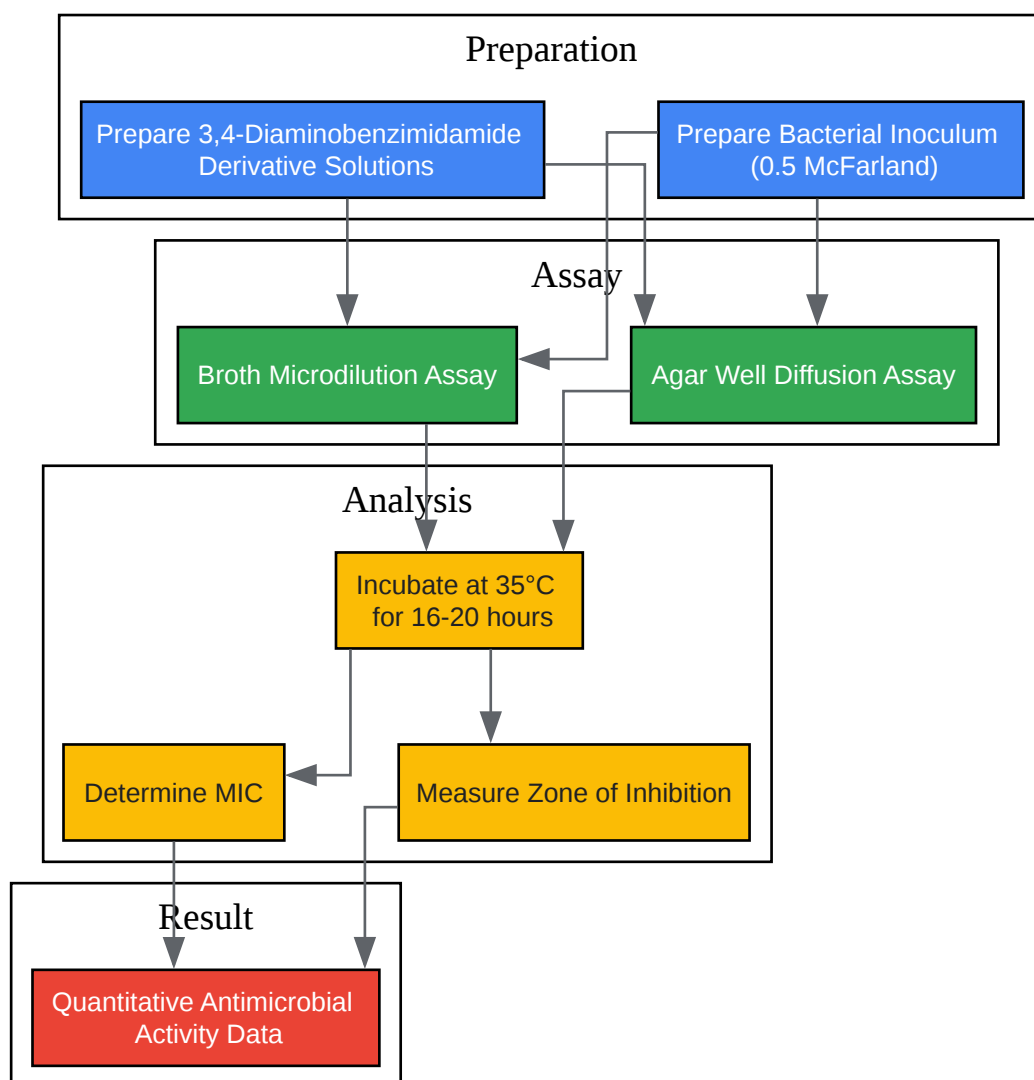 Preparation
Prepare 3,4-Diaminobenzimidamide
Derivative Solutions
Prepare Bacterial Inoculum
(0.5 McFarland)
Assay
Broth Microdilution Assay
Agar Well Diffusion Assay
Analysis
Incubate at 35°C
for 16-20 hours
Determine MIC
Measure Zone of Inhibition
Result
Quantitative Antimicrobial
Activity Data